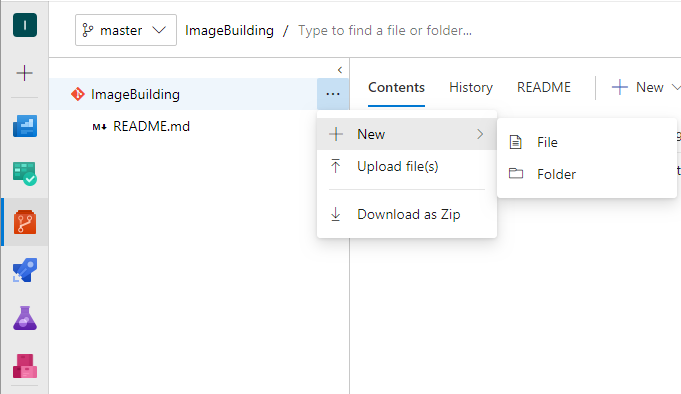 I
master
ImageBuilding / Type to find a file or folder...
ImageBuilding
...
Contents
History
README
New
M↓ README.md
New
File
Upload file(s)
Folder
Download as Zip